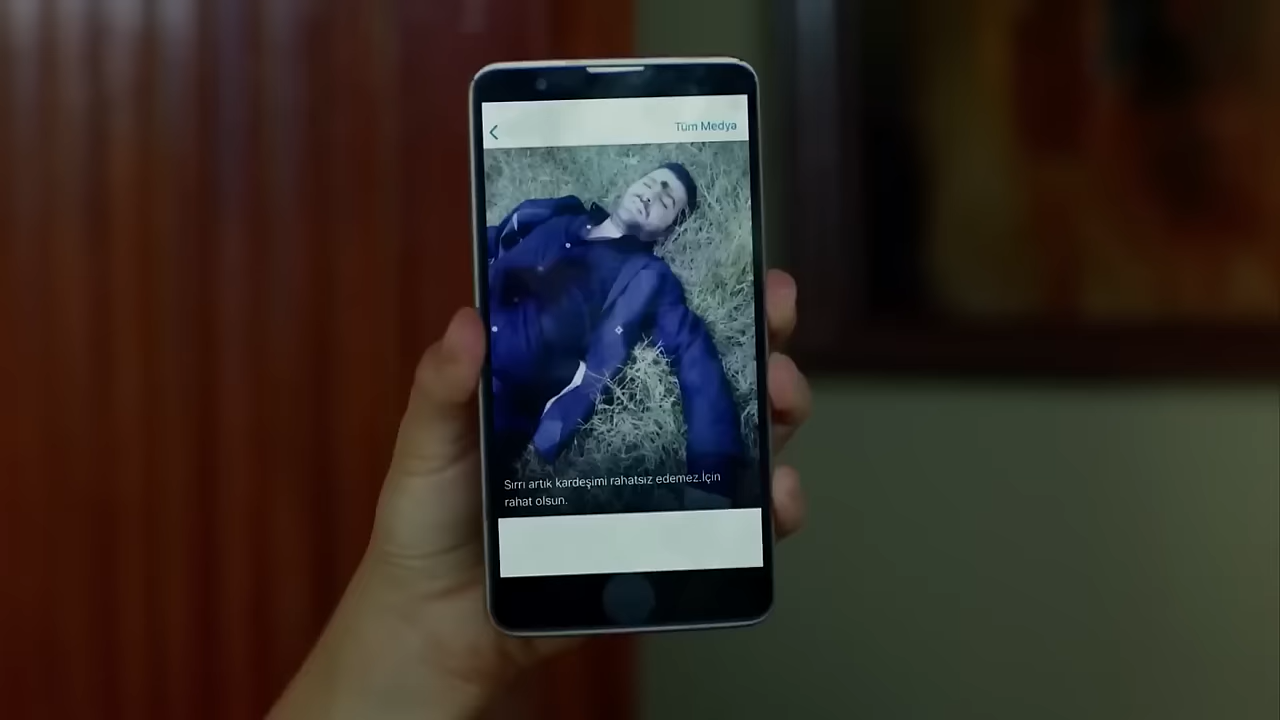 Tüm Medya
Sırrı artık kardeşimi rahatsız edemez.İçin
rahat olsun.